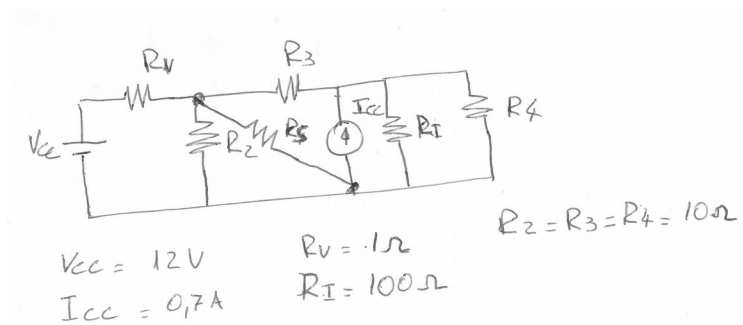 RV
R3
Vcc
R2
R5
Icc
RI
R4
R2=R3=R4= 10Ω
Vcc = 12V
RV = 1Ω
Icc = 0,7A
RI= 100Ω